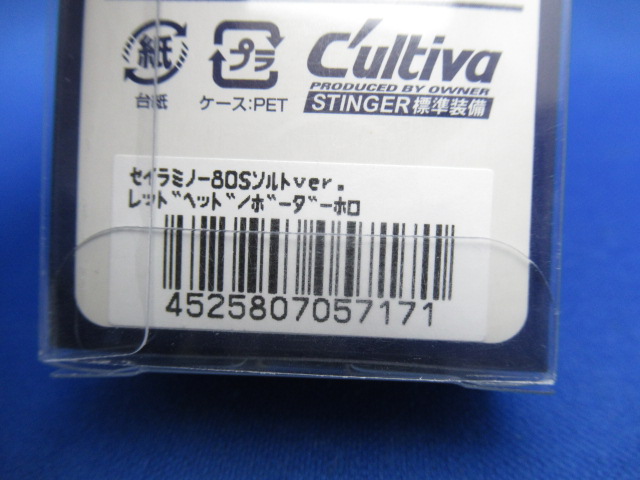 紙
プラ
C'ultiva
PRODUCED BY OWNER
台紙
ケース:PET
STINGER標準装備
セイラミノー80Sソルトver.
レッドヘッド/ボーダーホロ
4525807057171